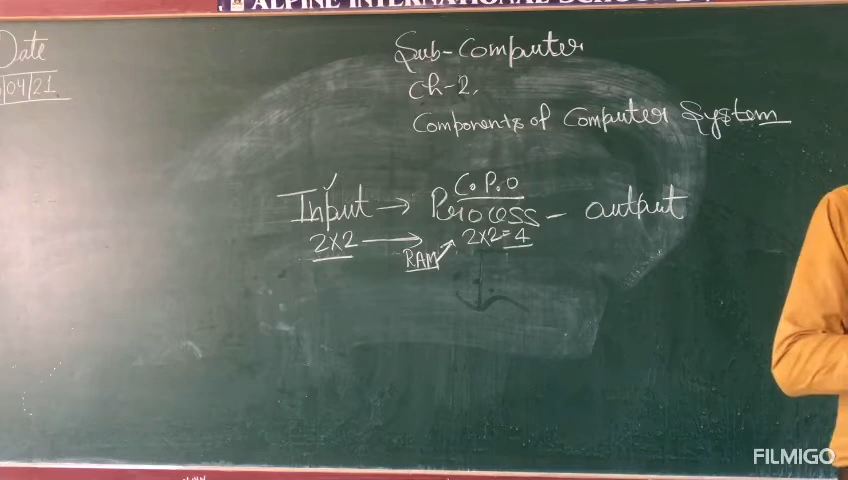 ALPINE INTERNATIONAL
Date
/04/21
Sub-Computer
Ch-2,
Components of Computer System
C.P.O
Input → Process - output
2x2 → 2x2=4
RAM
FILMIGO